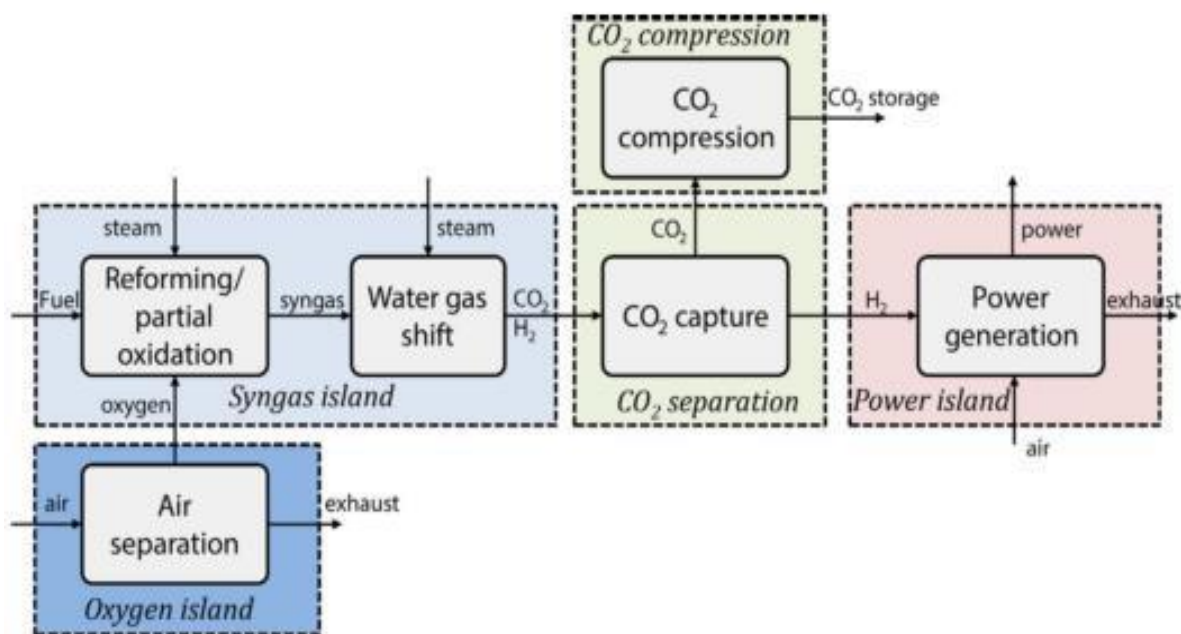 CO₂ compression
CO₂
compression
CO₂ storage
steam
steam
CO₂
power
Fuel
Reforming/
partial
oxidation
syngas
Water gas
shift
CO₂
H₂
CO₂ capture
H₂
Power
generation
exhaust
oxygen
Syngas island
CO₂ separation
Power island
air
air
Air
separation
exhaust
Oxygen island